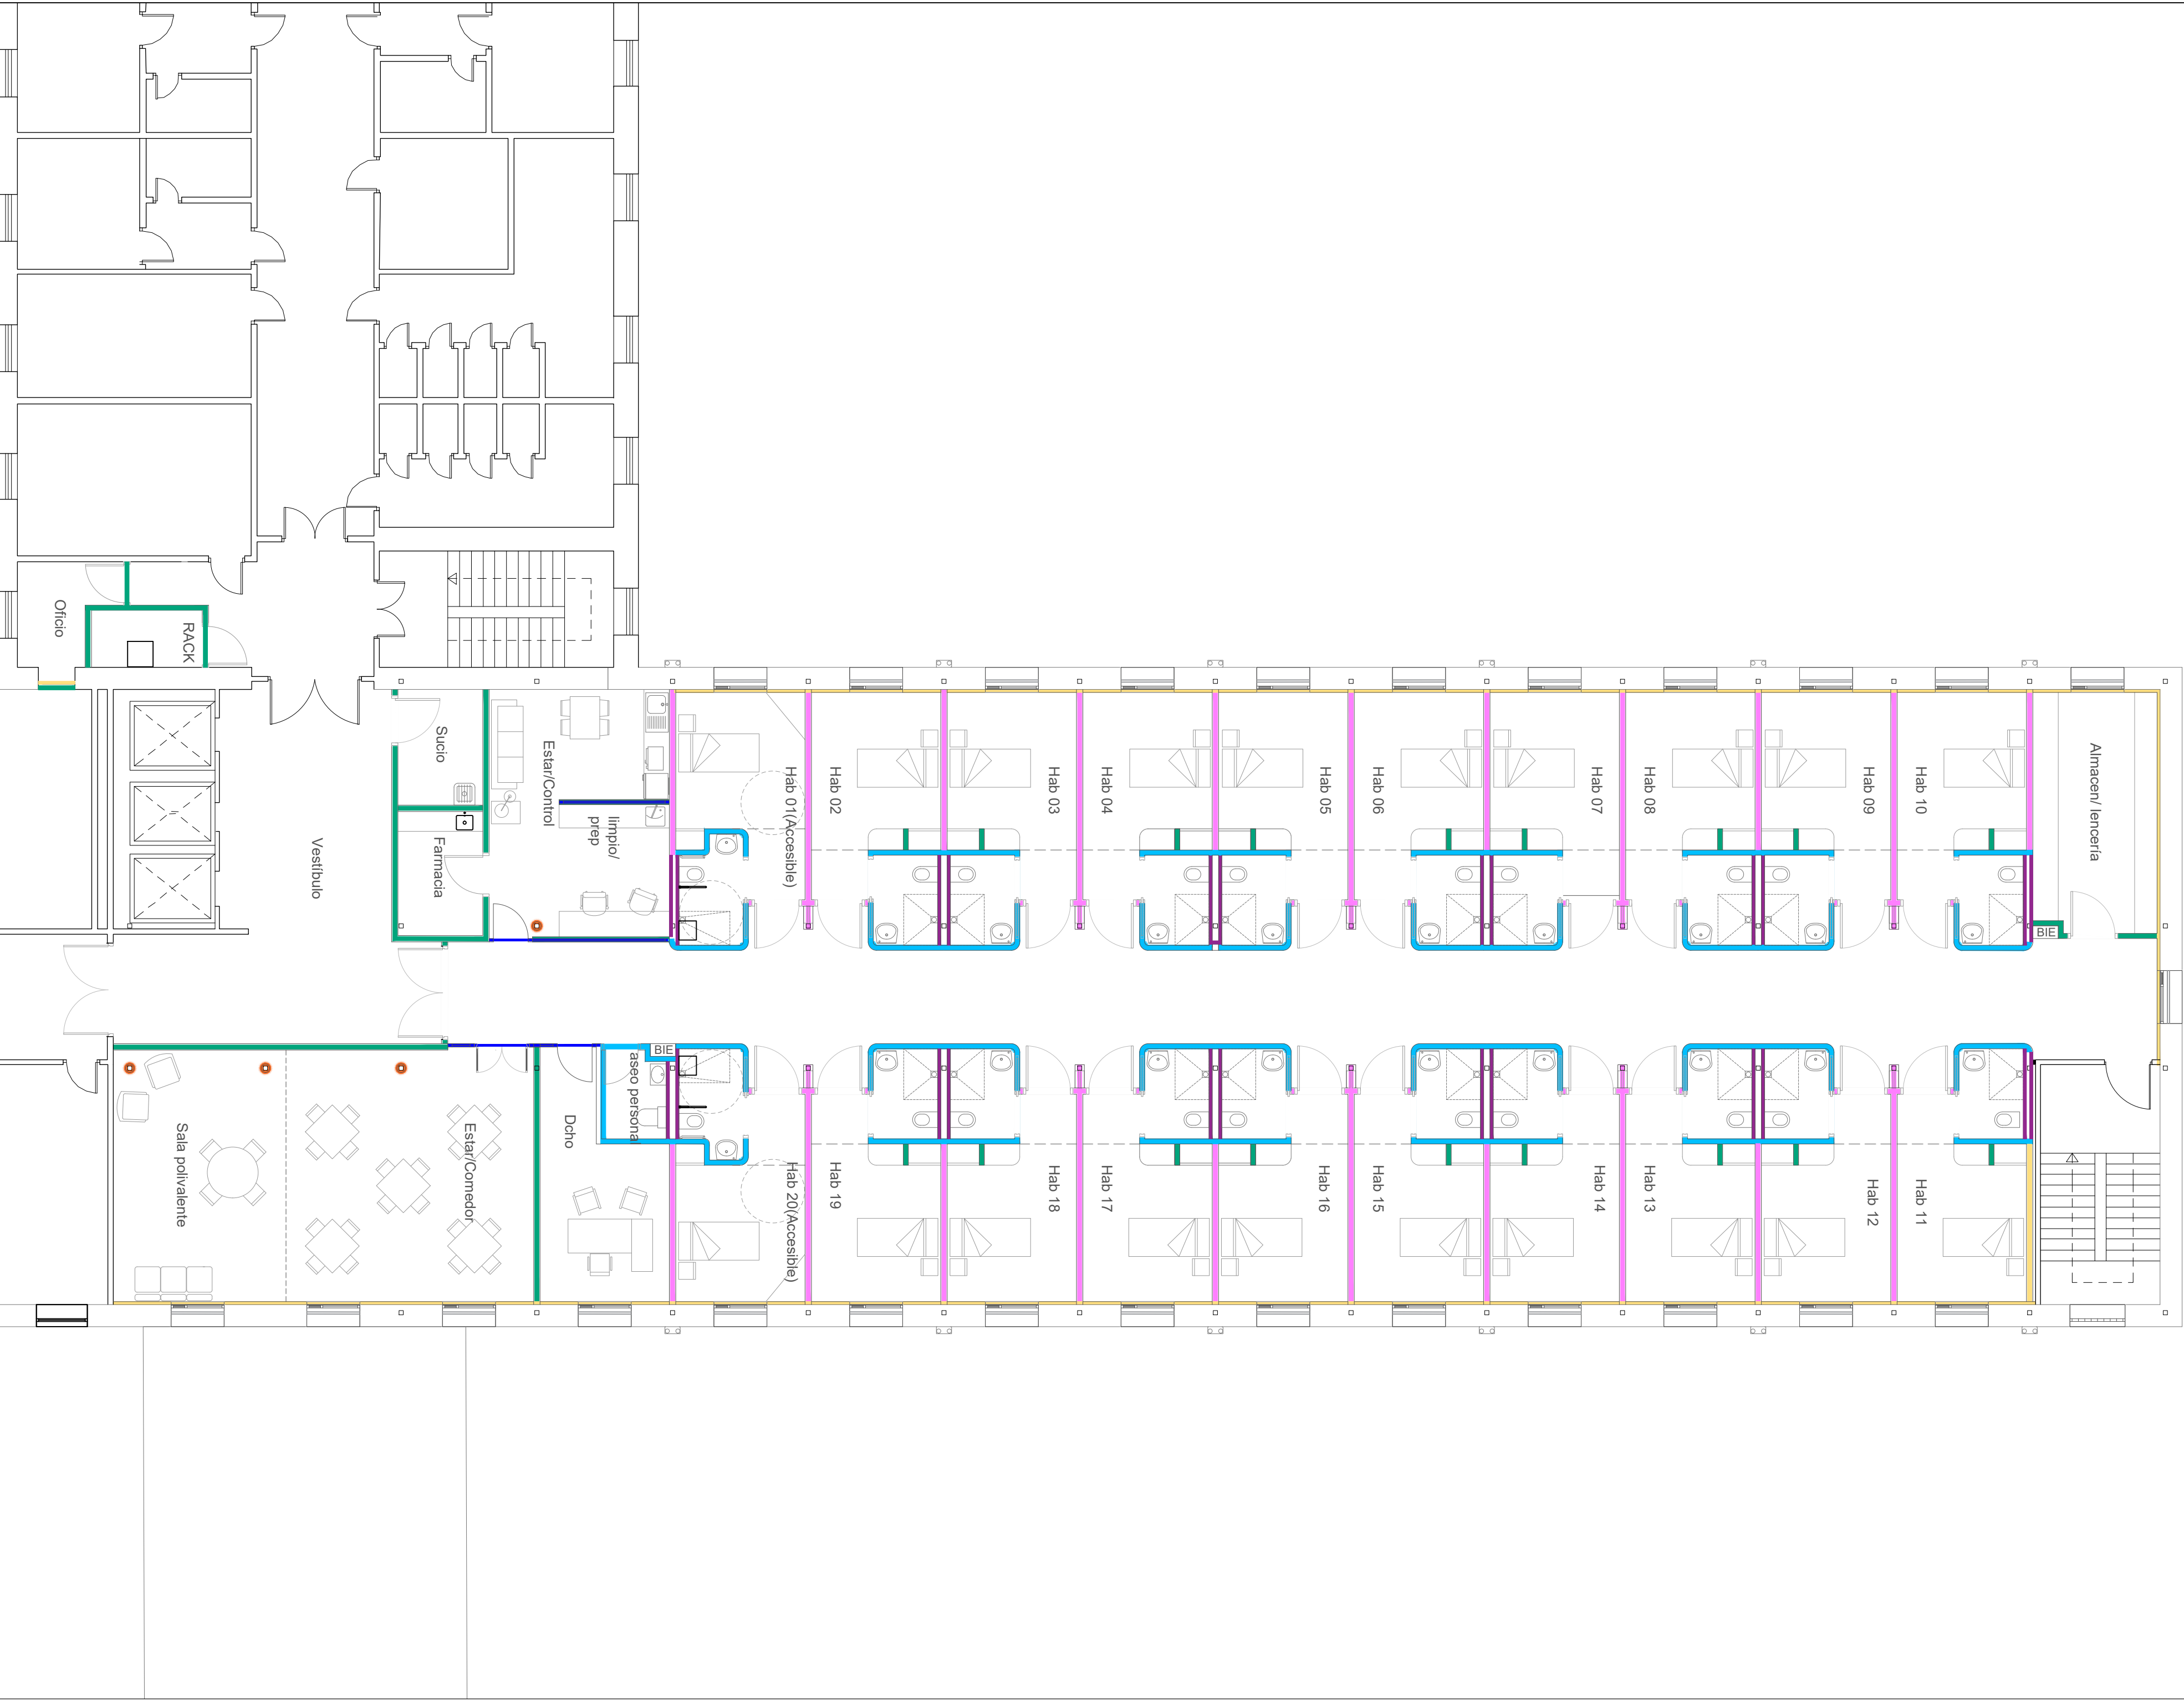 Oficio
RACK
Sucio
Estar/Control
limpio/
prep
Farmacia
Vestíbulo
Hab 01(Accesible)
Hab 02
Hab 03
Hab 04
Hab 05
Hab 06
Hab 07
Hab 08
Hab 09
Hab 10
Almacen/ lencería
BIE
BIE
aseo personal
Dcho
Estar/Comedor
Sala polivalente
Hab 20(Accesible)
Hab 19
Hab 18
Hab 17
Hab 16
Hab 15
Hab 14
Hab 13
Hab 12
Hab 11